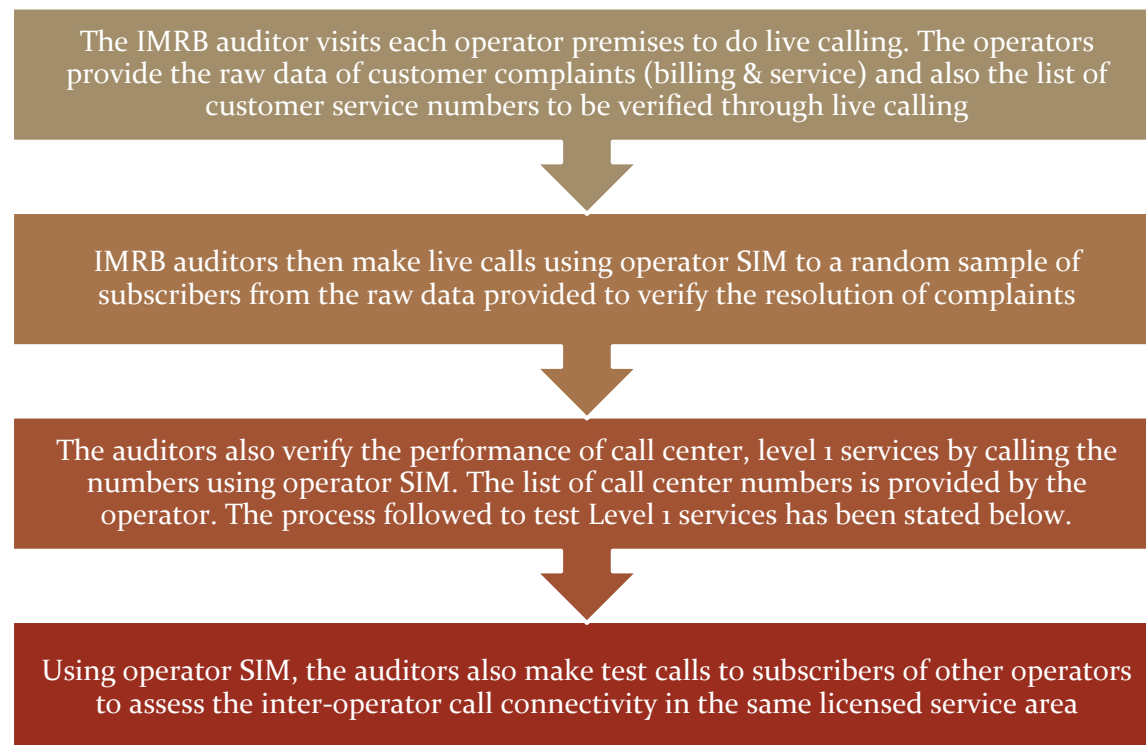 The IMRB auditor visits each operator premises to do live calling. The operators
provide the raw data of customer complaints (billing & service) and also the list of
customer service numbers to be verified through live calling
IMRB auditors then make live calls using operator SIM to a random sample of
subscribers from the raw data provided to verify the resolution of complaints
The auditors also verify the performance of call center, level 1 services by calling the
numbers using operator SIM. The list of call center numbers is provided by the
operator. The process followed to test Level 1 services has been stated below.
Using operator SIM, the auditors also make test calls to subscribers of other operators
to assess the inter-operator call connectivity in the same licensed service area